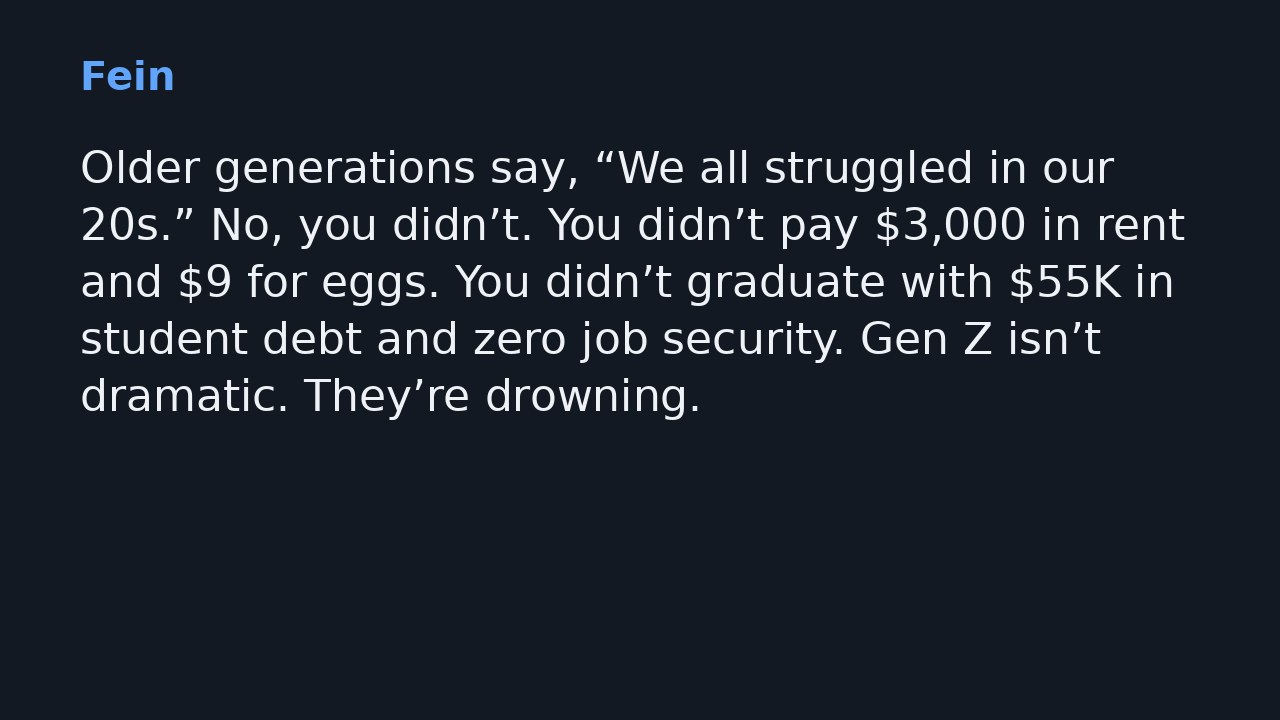 Fein
Older generations say, “We all struggled in our
20s.” No, you didn’t. You didn’t pay $3,000 in rent
and $9 for eggs. You didn’t graduate with $55K in
student debt and zero job security. Gen Z isn’t
dramatic. They’re drowning.